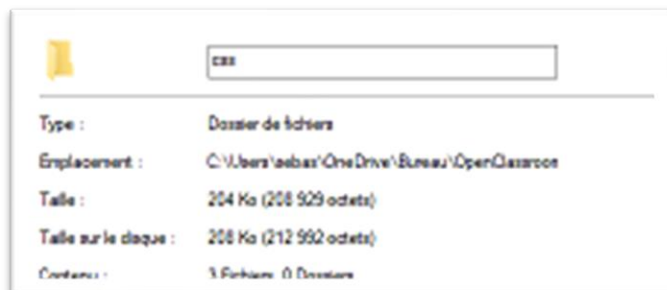 css
Type : Dossier de fichiers
Emplacement : C:\Users\sebas\OneDrive\Bureau\OpenClassroon
Taille : 204 Ko (208 929 octets)
Taille sur le disque : 208 Ko (212 992 octets)
Contenu : 3 Fichiers, 0 Dossiers